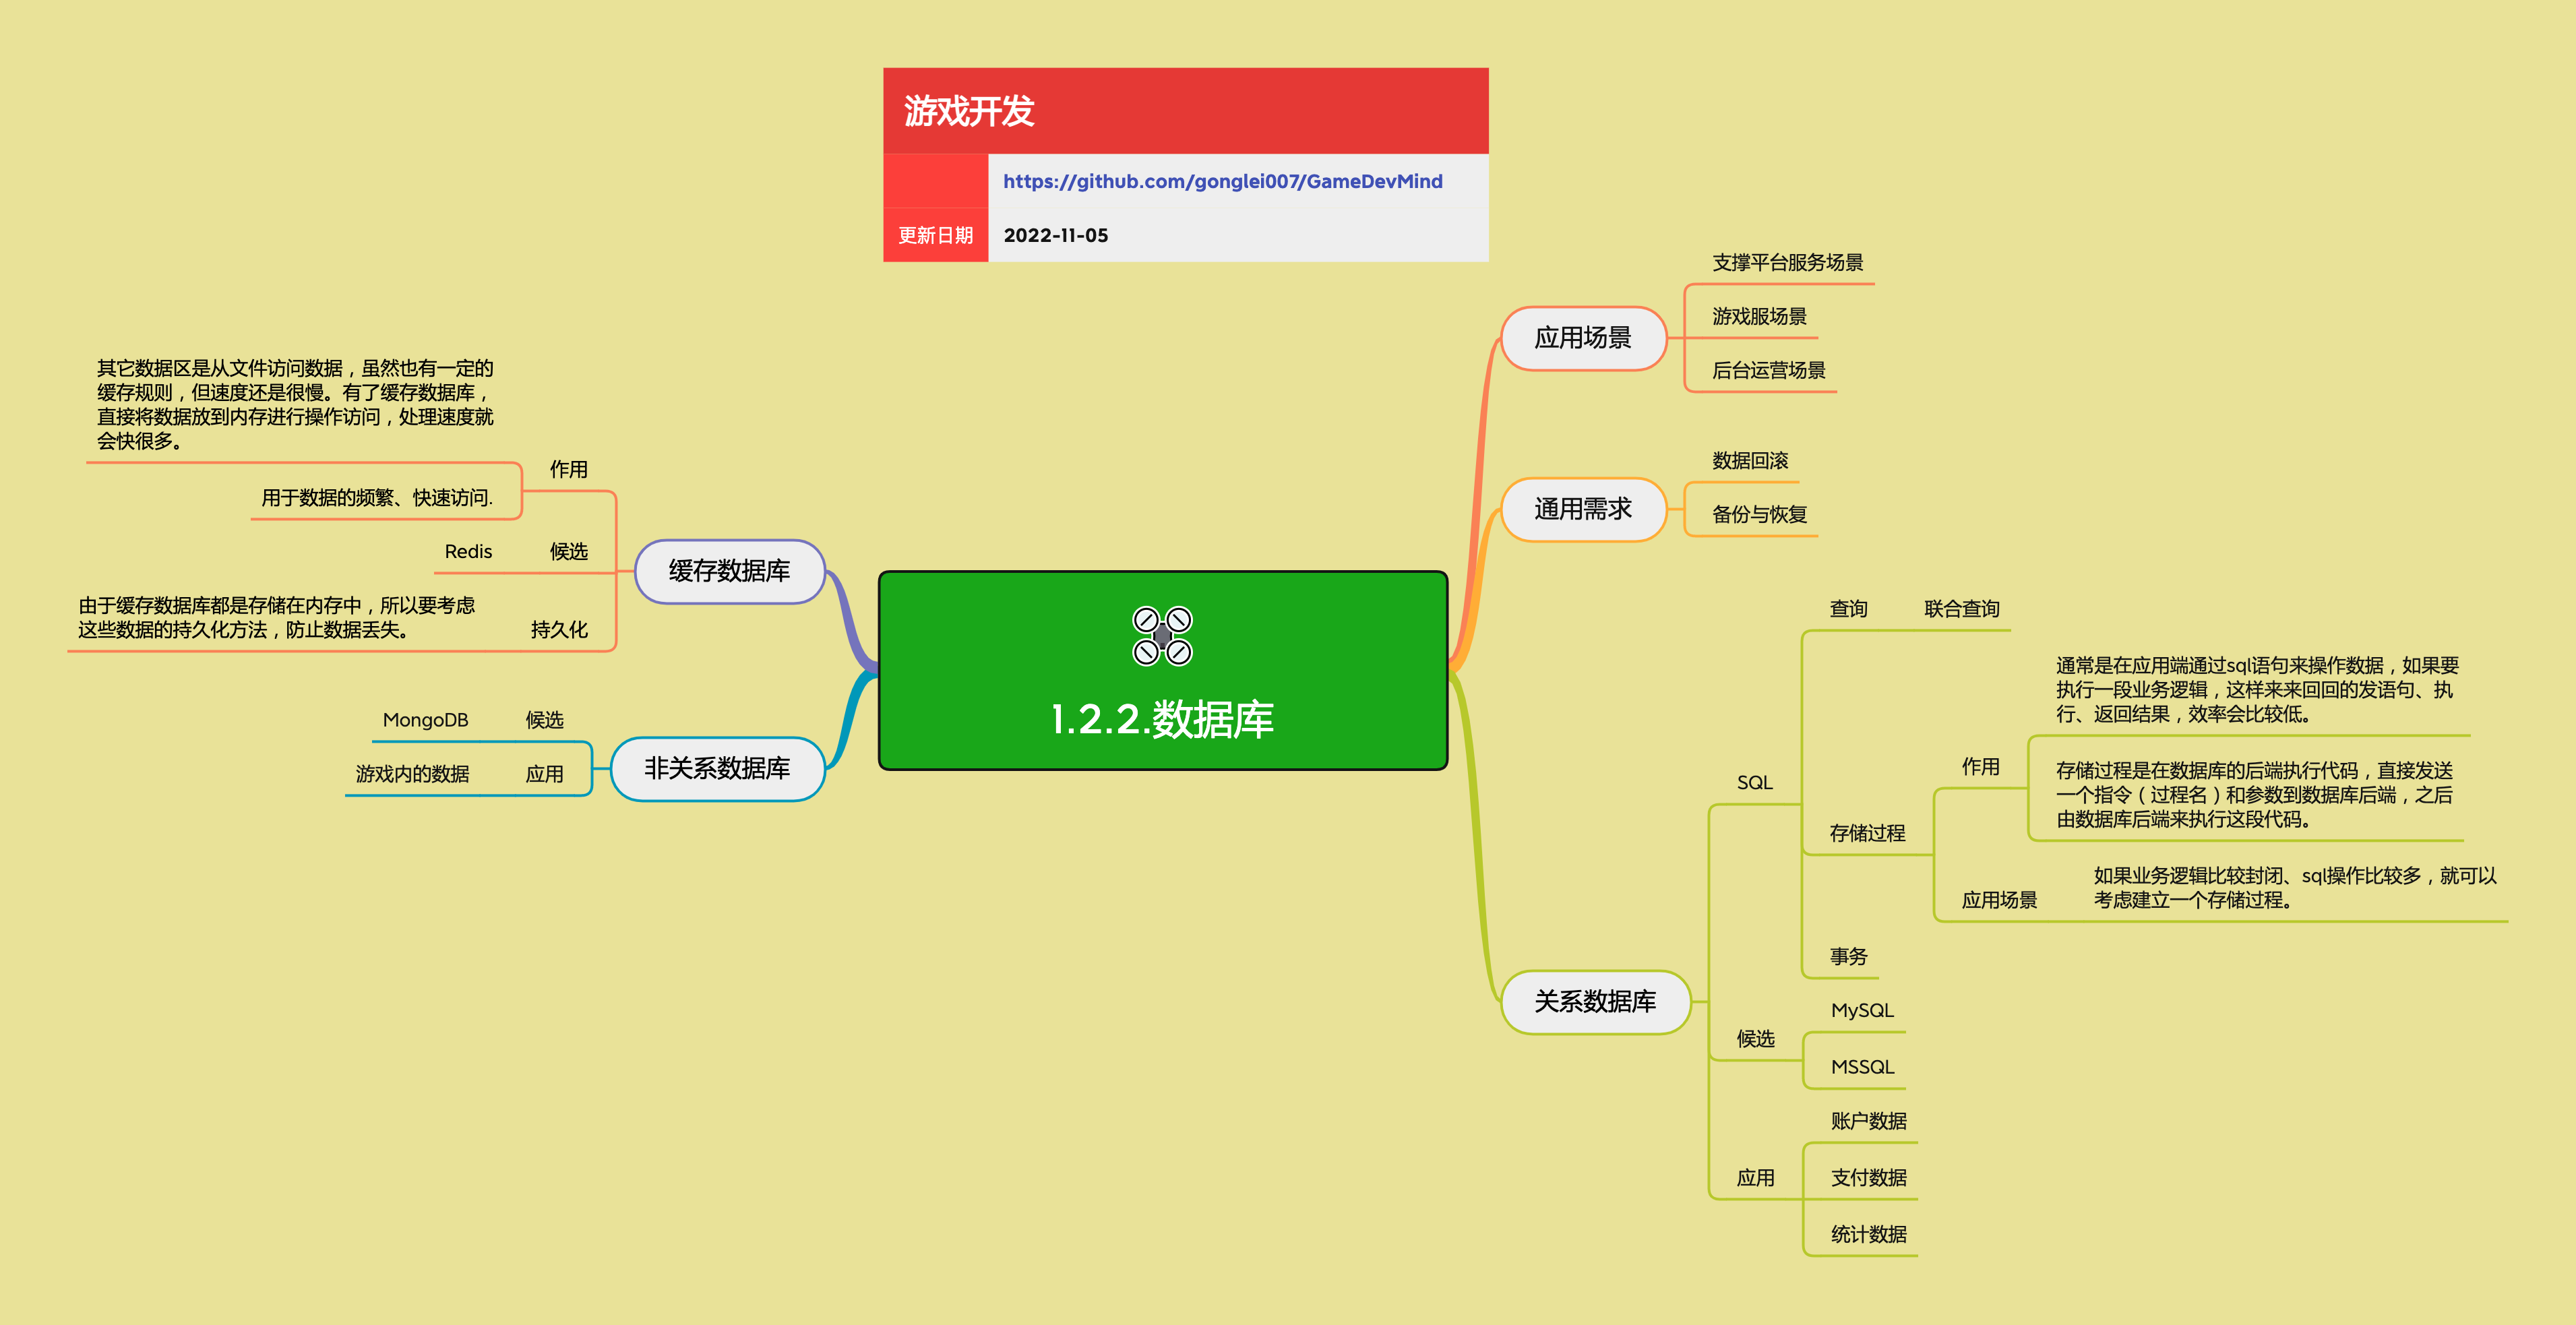 游戏开发
https://github.com/gonglei007/GameDevMind
更新日期
2022-11-05
1.2.2.数据库
应用场景
支撑平台服务场景
游戏服场景
后台运营场景
通用需求
数据回滚
备份与恢复
关系数据库
SQL
查询
联合查询
存储过程
作用
通常是在应用端通过sql语句来操作数据，如果要
执行一段业务逻辑，这样来来回回的发语句、执
行、返回结果，效率会比较低。
存储过程是在数据库的后端执行代码，直接发送
一个指令（过程名）和参数到数据库后端，之后
由数据库后端来执行这段代码。
应用场景
如果业务逻辑比较封闭、sql操作比较多，就可以
考虑建立一个存储过程。
事务
候选
MySQL
MSSQL
应用
账户数据
支付数据
统计数据
缓存数据库
作用
其它数据区是从文件访问数据，虽然也有一定的
缓存规则，但速度还是很慢。有了缓存数据库，
直接将数据放到内存进行操作访问，处理速度就
会快很多。
用于数据的频繁、快速访问.
候选
Redis
持久化
由于缓存数据库都是存储在内存中，所以要考虑
这些数据的持久化方法，防止数据丢失。
非关系数据库
候选
MongoDB
应用
游戏内的数据